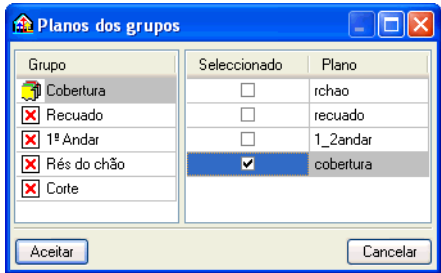 Planos dos grupos
Grupo Seleccionado Plano
Cobertura rchao
Recuado recuado
1º Andar 1_2andar
Rés do chão cobertura
Corte
Aceitar Cancelar